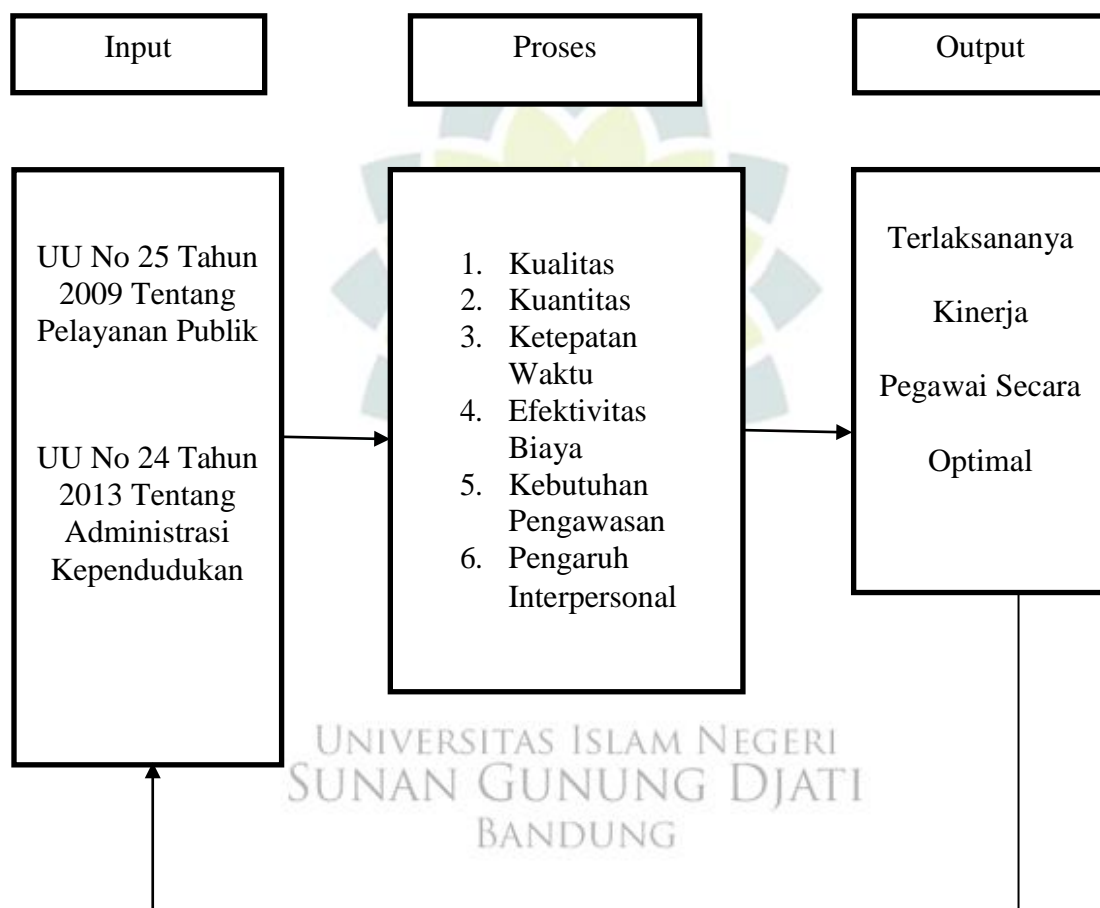 Input
Proses
Output
UU No 25 Tahun
2009 Tentang
Pelayanan Publik
UU No 24 Tahun
2013 Tentang
Administrasi
Kependudukan
1. Kualitas
2. Kuantitas
3. Ketepatan
Waktu
4. Efektivitas
Biaya
5. Kebutuhan
Pengawasan
6. Pengaruh
Interpersonal
Terlaksananya
Kinerja
Pegawai Secara
Optimal
UNIVERSITAS ISLAM NEGERI
SUNAN GUNUNG DJATI
BANDUNG